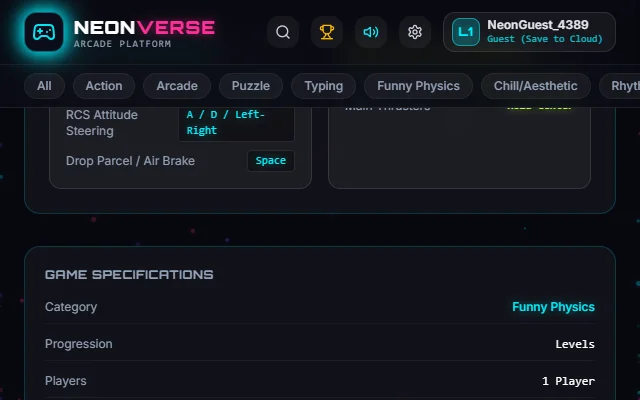 NEONVERSE
ARCADE PLATFORM
L1
NeonGuest_4389
Guest (Save to Cloud)
All
Action
Arcade
Puzzle
Typing
Funny Physics
Chill/Aesthetic
RCS Attitude
Steering
A / D / Left-
Right
Main Thrusters
Drop Parcel / Air Brake
Space
GAME SPECIFICATIONS
Category
Funny Physics
Progression
Levels
Players
1 Player